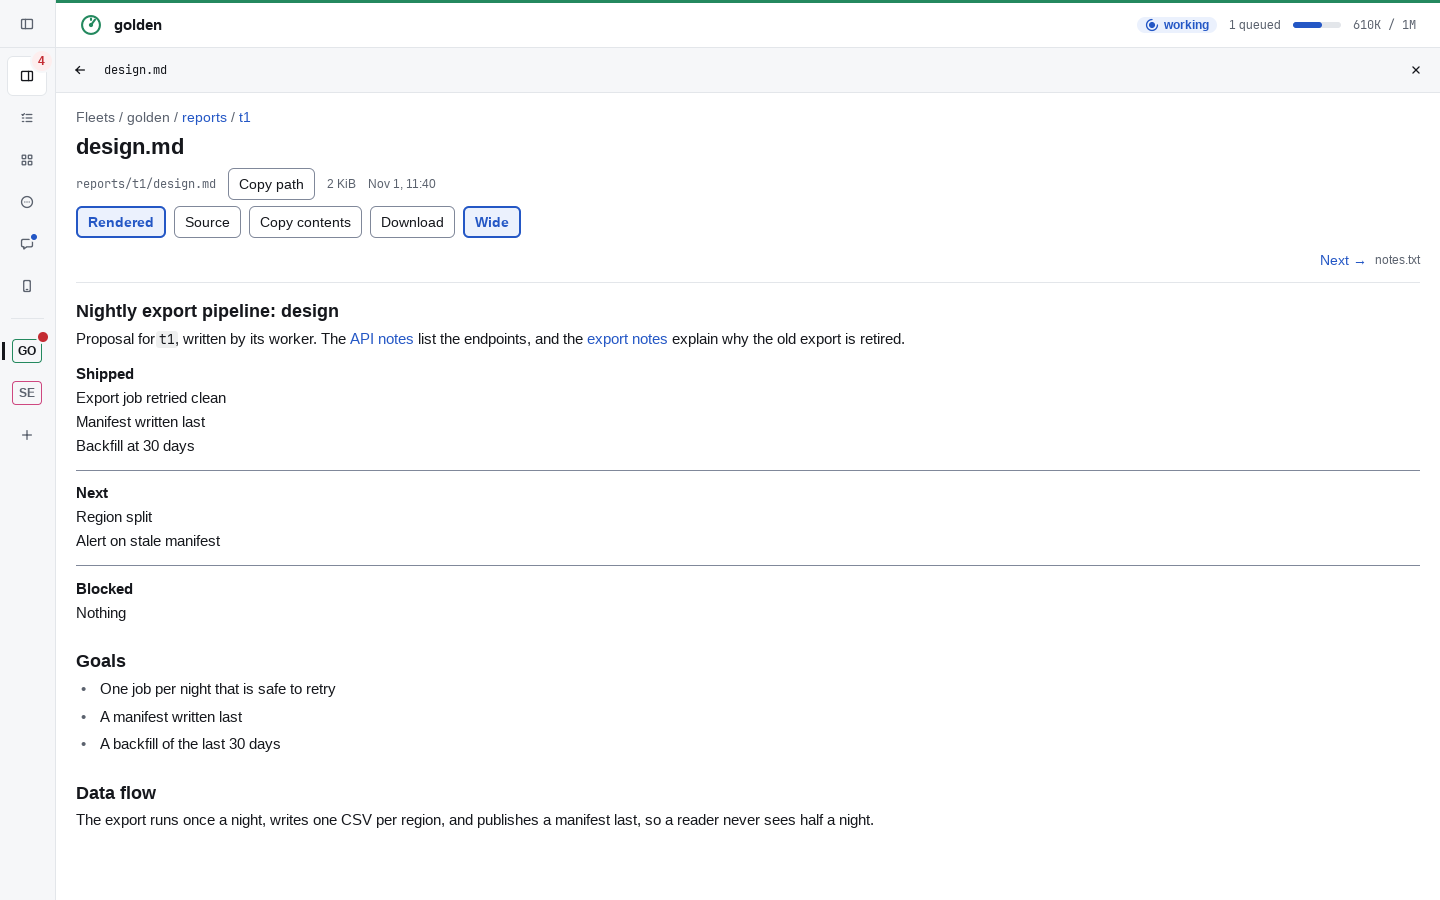 golden
working
1 queued
610K / 1M
4
design.md
Fleets / golden / reports / t1
design.md
reports/t1/design.md
Copy path
2 KiB
Nov 1, 11:40
Rendered
Source
Copy contents
Download
Wide
Next →
notes.txt
GO
SE
Nightly export pipeline: design
Proposal for t1, written by its worker. The API notes list the endpoints, and the export notes explain why the old export is retired.
Shipped
Export job retried clean
Manifest written last
Backfill at 30 days
Next
Region split
Alert on stale manifest
Blocked
Nothing
Goals
• One job per night that is safe to retry
• A manifest written last
• A backfill of the last 30 days
Data flow
The export runs once a night, writes one CSV per region, and publishes a manifest last, so a reader never sees half a night.